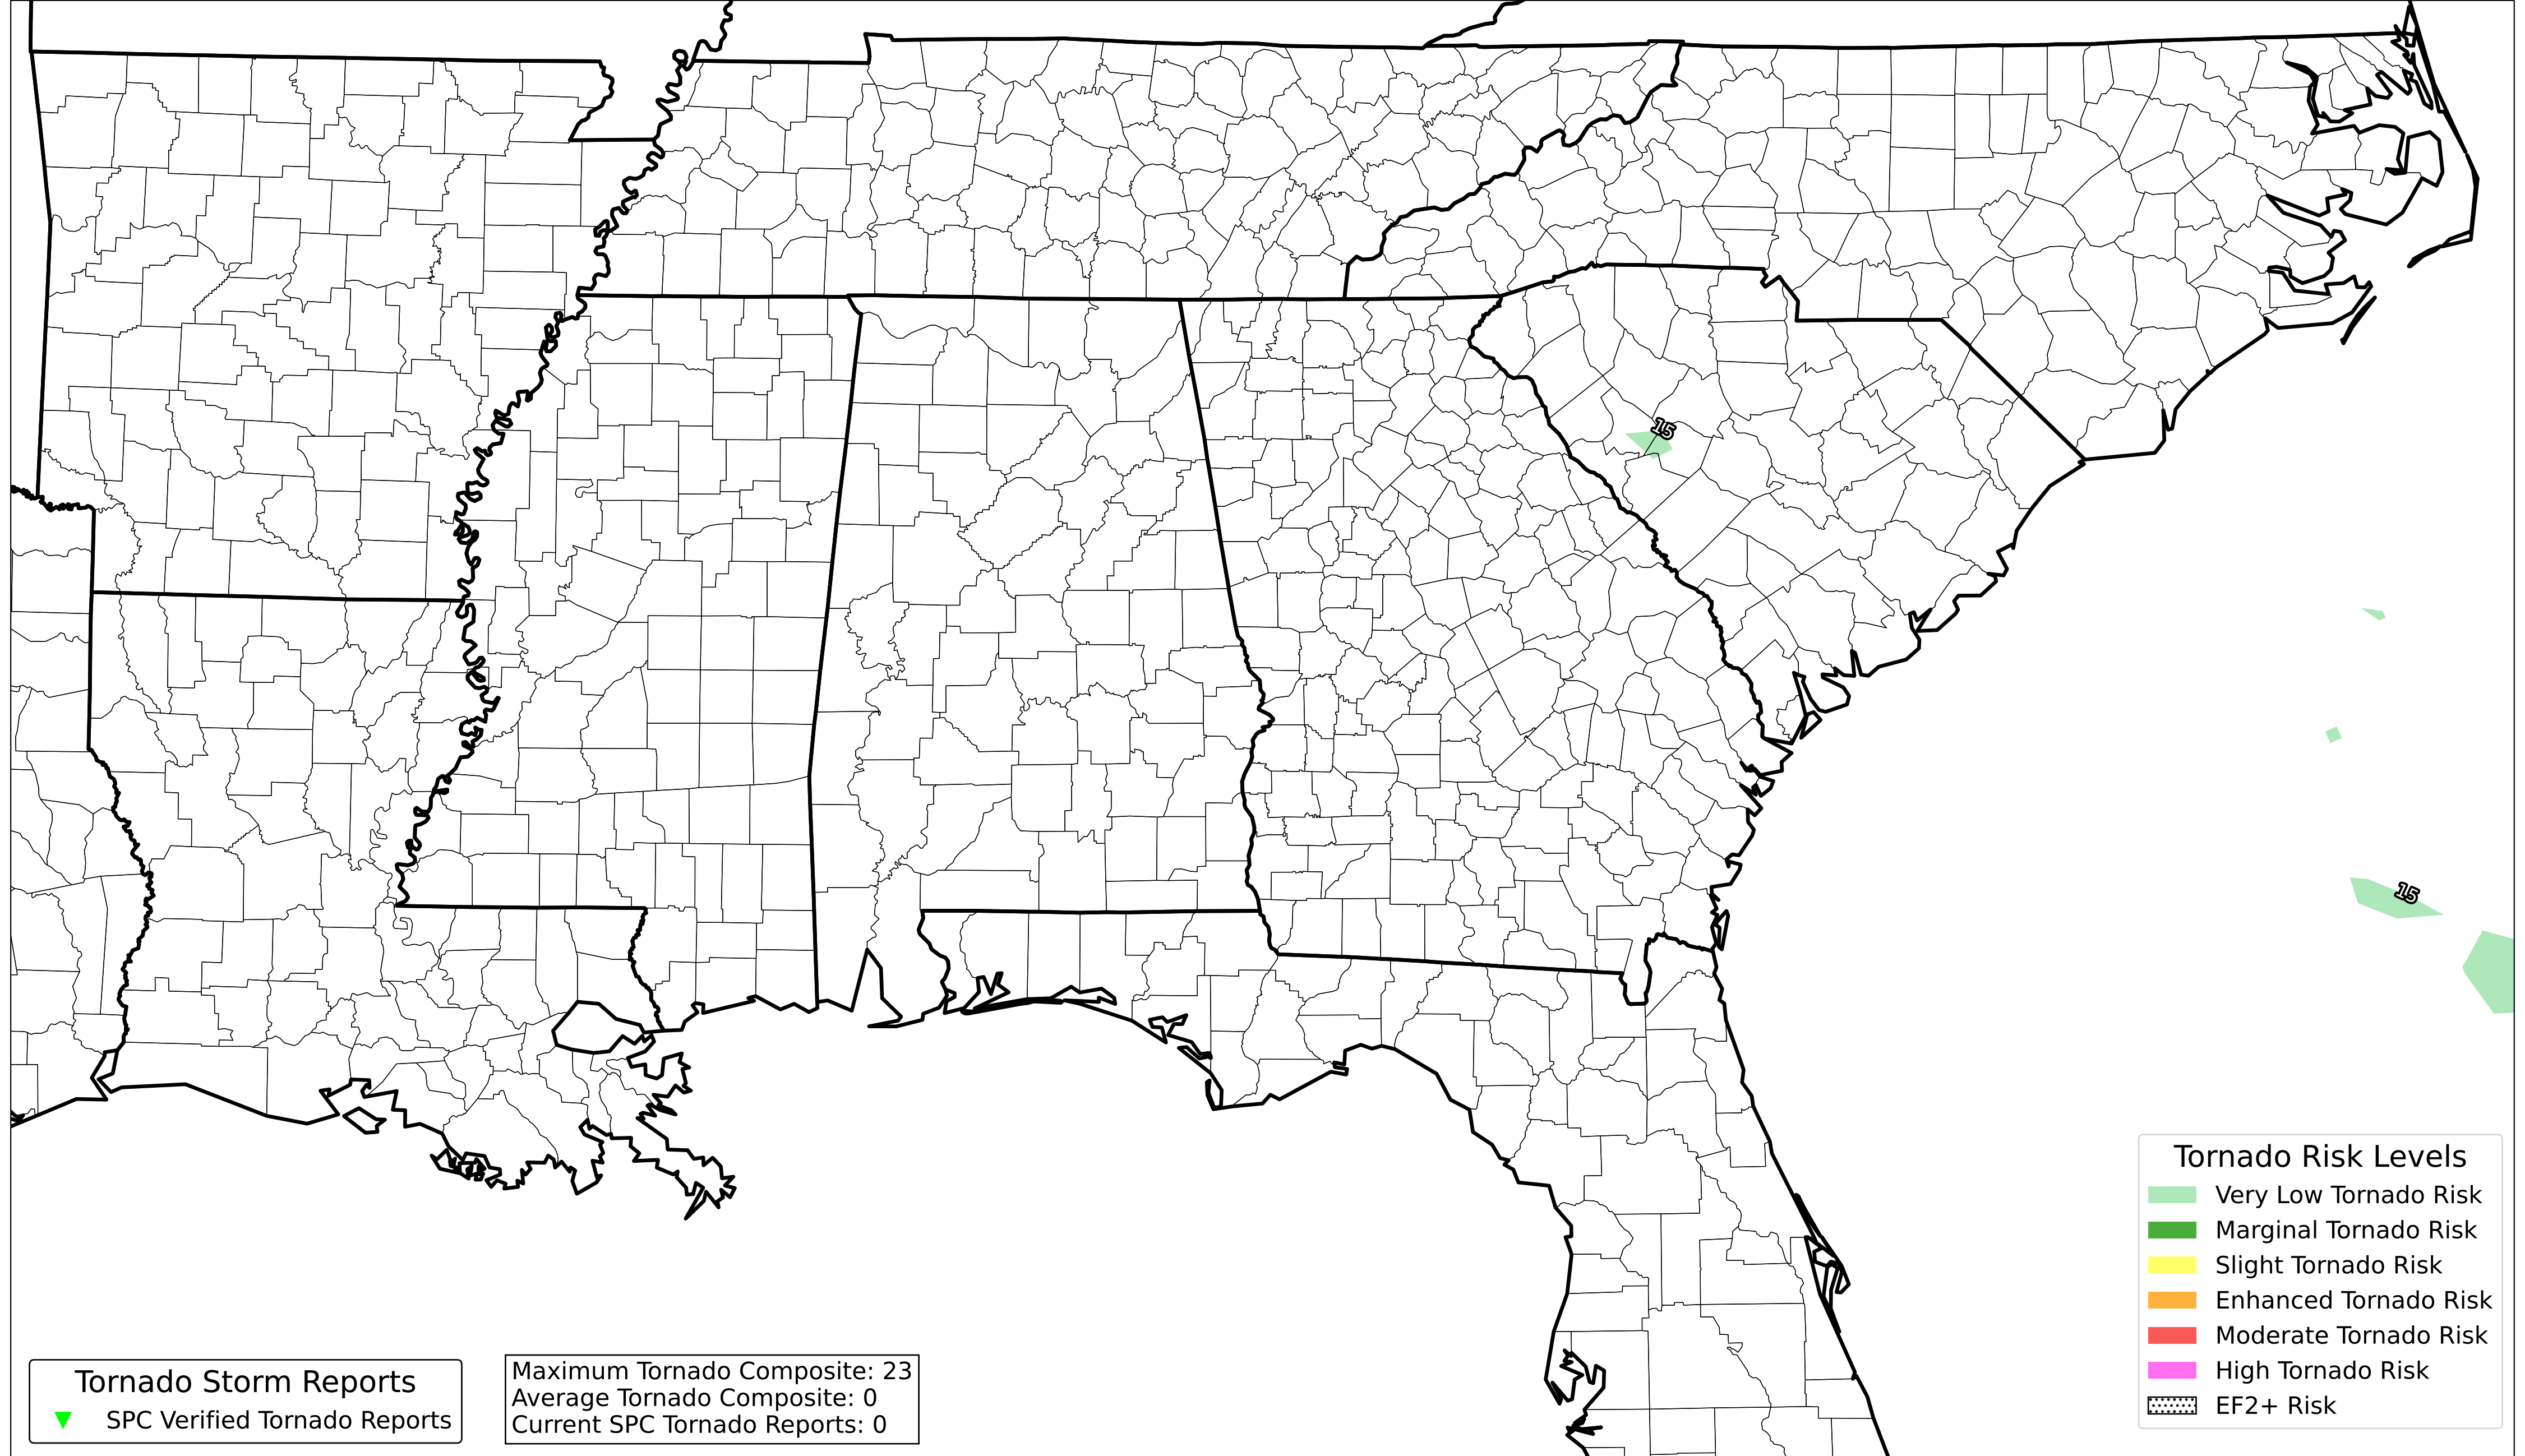 15
15
Tornado Risk Levels
Very Low Tornado Risk
Marginal Tornado Risk
Slight Tornado Risk
Enhanced Tornado Risk
Moderate Tornado Risk
High Tornado Risk
EF2+ Risk
Tornado Storm Reports
SPC Verified Tornado Reports
Maximum Tornado Composite: 23
Average Tornado Composite: 0
Current SPC Tornado Reports: 0